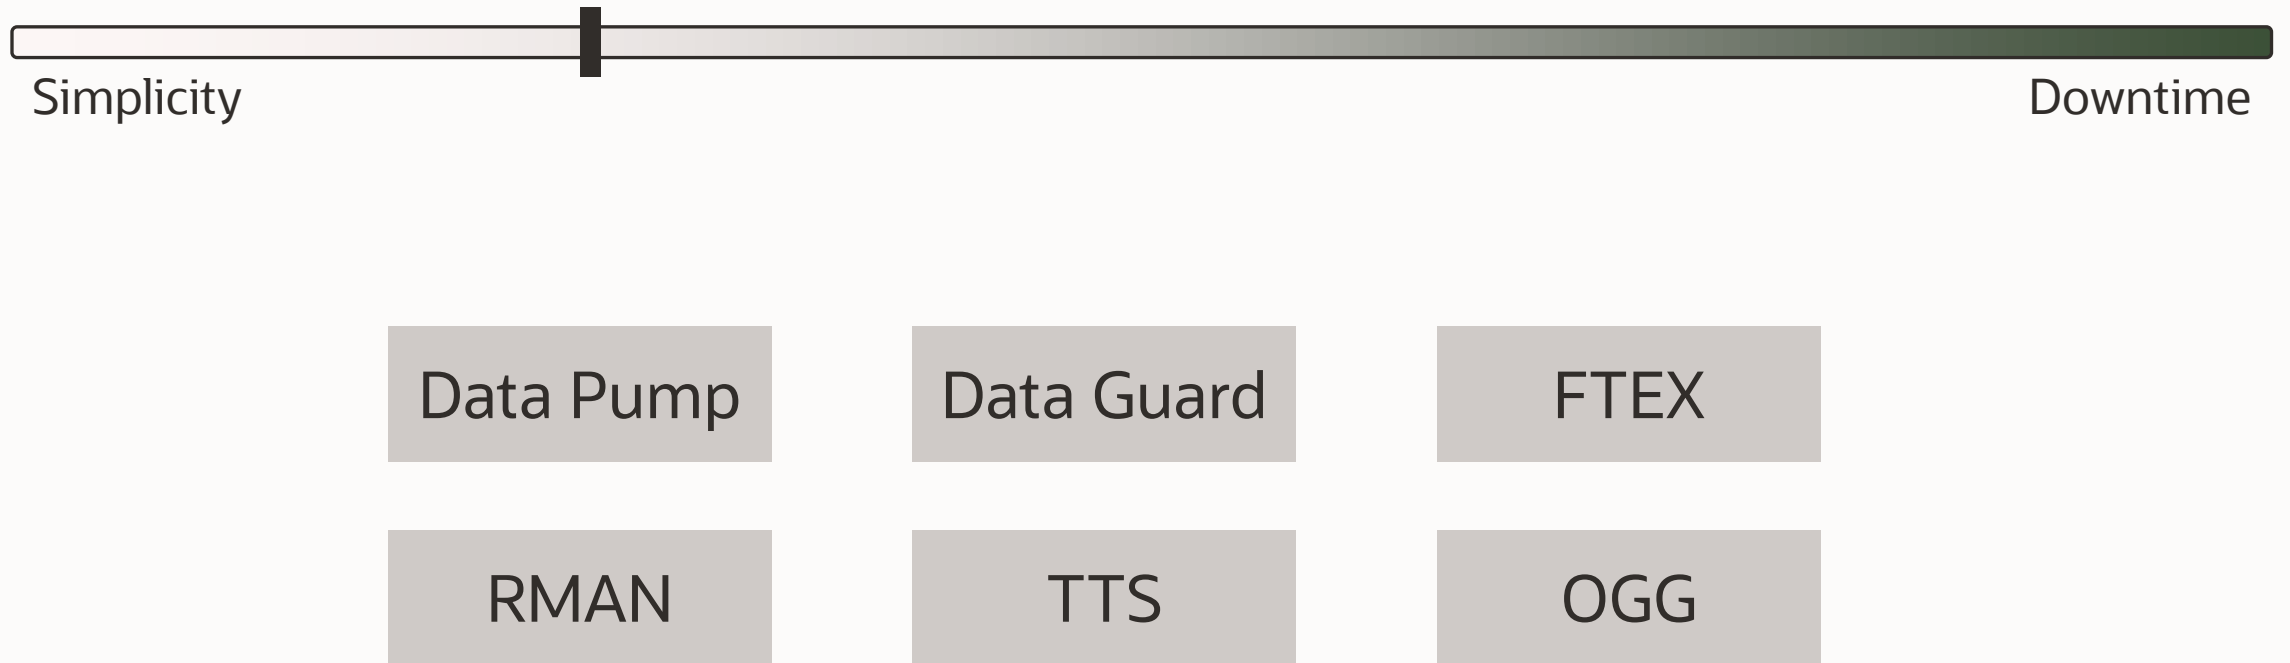 Simplicity
Downtime
Data Pump
Data Guard
FTEX
RMAN
TTS
OGG